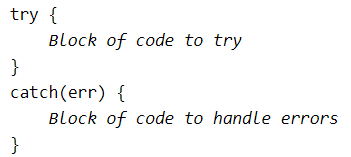 try {
    Block of code to try
}
catch(err) {
    Block of code to handle errors
}